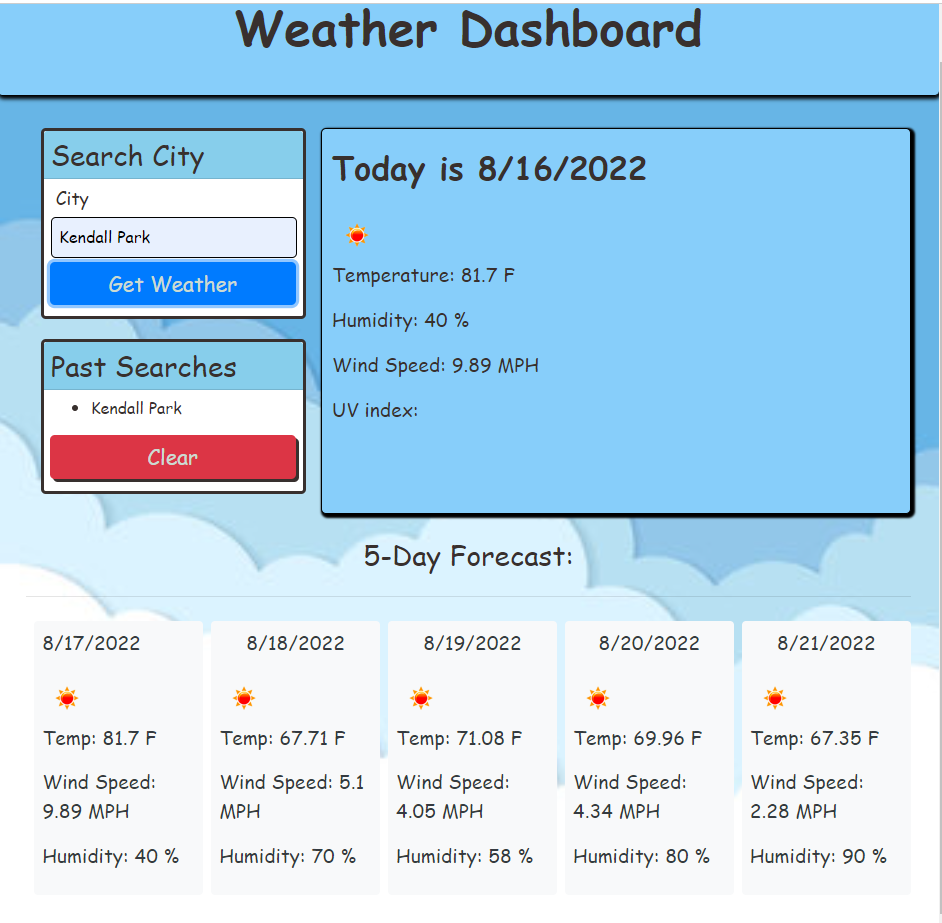 Weather Dashboard
Search City
City
Kendall Park
Get Weather
Past Searches
Kendall Park
Clear
Today is 8/16/2022
Temperature: 81.7 F
Humidity: 40 %
Wind Speed: 9.89 MPH
UV index:
5-Day Forecast:
8/17/2022
Temp: 81.7 F
Wind Speed:
9.89 MPH
Humidity: 40 %
8/18/2022
Temp: 67.71 F
Wind Speed: 5.1
MPH
Humidity: 70 %
8/19/2022
Temp: 71.08 F
Wind Speed:
4.05 MPH
Humidity: 58 %
8/20/2022
Temp: 69.96 F
Wind Speed:
4.34 MPH
Humidity: 80 %
8/21/2022
Temp: 67.35 F
Wind Speed:
2.28 MPH
Humidity: 90 %